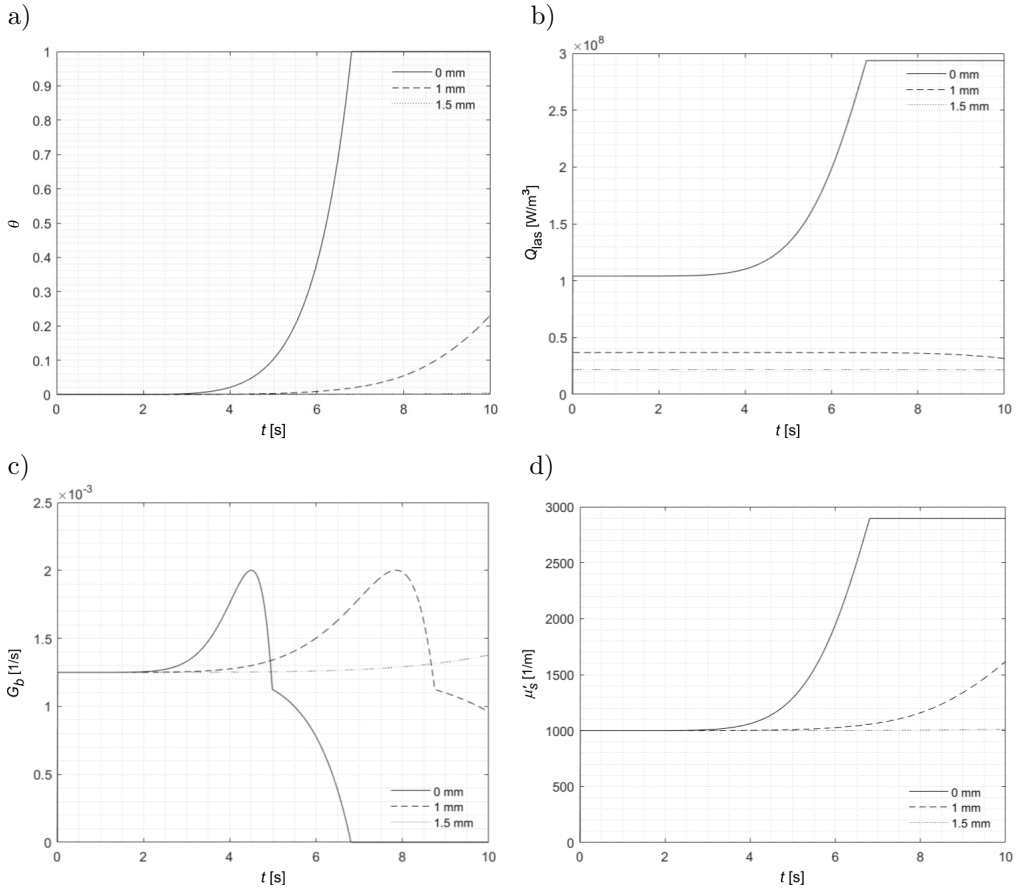 a)
1
0.9
0.8
0.7
0.6
0.5
0.4
0.3
0.2
0.1
0
θ
0 mm
1 mm
1.5 mm
0 2 4 6 8 10
t [s]
b)
×10⁸
3
2.5
2
1.5
1
0.5
0
Qlas [W/m³]
0 mm
1 mm
1.5 mm
0 2 4 6 8 10
t [s]
c)
×10⁻³
2.5
2
1.5
1
0.5
0
Gb [1/s]
0 mm
1 mm
1.5 mm
0 2 4 6 8 10
t [s]
d)
3000
2500
2000
1500
1000
500
0
μ's [1/m]
0 mm
1 mm
1.5 mm
0 2 4 6 8 10
t [s]